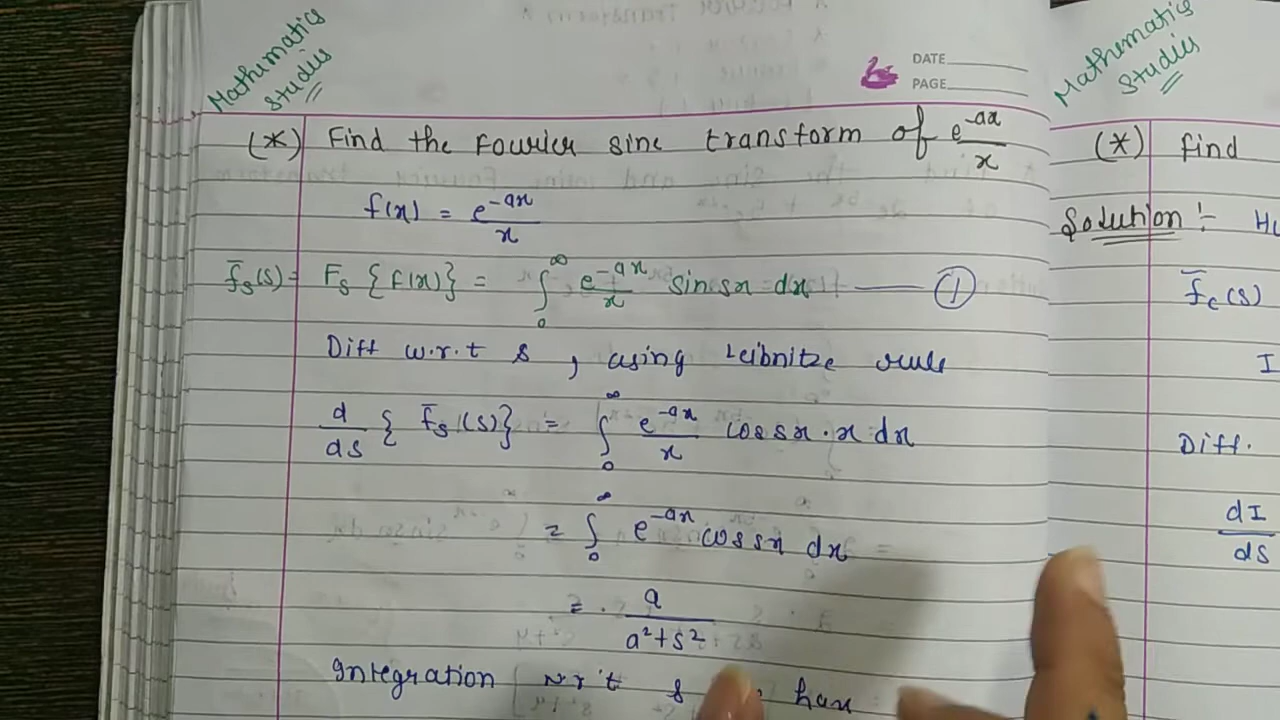 Mathematics
Studies
DATE
PAGE
(*) Find the Fourier sine transform of e^-ax / x
f(x) = e^-ax / x
f̄s(s) = Fs {f(x)} = ∫₀^∞ e^-ax / x sin sx dx —— ①
Diff w.r.t s, using Leibnitze rule
d/ds { f̄s(s)} = ∫₀^∞ e^-ax / x cos sx · x dx
= ∫₀^∞ e^-ax cos sx dx
= a / a²+s²
Integration w.r.t s
Mathematics
Studies
(*) find
Solution :-
f̄c(s)
I
Diff.
dI/ds